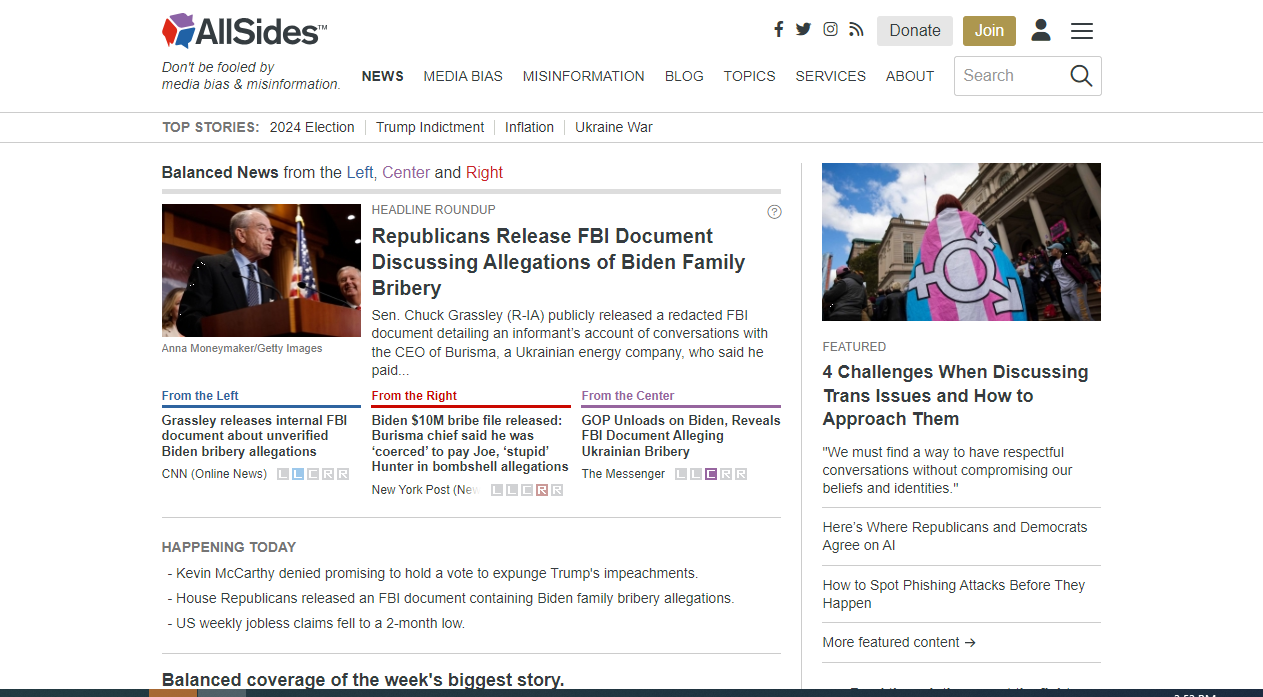 AllSides™
Don't be fooled by
media bias & misinformation.
Donate
Join
NEWS
MEDIA BIAS
MISINFORMATION
BLOG
TOPICS
SERVICES
ABOUT
Search
TOP STORIES: 2024 Election Trump Indictment Inflation Ukraine War
Balanced News from the Left, Center and Right
HEADLINE ROUNDUP
?
Republicans Release FBI Document
Discussing Allegations of Biden Family
Bribery
Sen. Chuck Grassley (R-IA) publicly released a redacted FBI
document detailing an informant's account of conversations with
the CEO of Burisma, a Ukrainian energy company, who said he
paid...
Anna Moneymaker/Getty Images
From the Left
Grassley releases internal FBI
document about unverified
Biden bribery allegations
CNN (Online News) L L C R R
From the Right
Biden $10M bribe file released:
Burisma chief said he was
‘coerced’ to pay Joe, ‘stupid’
Hunter in bombshell allegations
New York Post (Nev L L C R R
From the Center
GOP Unloads on Biden, Reveals
FBI Document Alleging
Ukrainian Bribery
The Messenger L L C R R
HAPPENING TODAY
- Kevin McCarthy denied promising to hold a vote to expunge Trump's impeachments.
- House Republicans released an FBI document containing Biden family bribery allegations.
- US weekly jobless claims fell to a 2-month low.
Balanced coverage of the week's biggest story.
FEATURED
4 Challenges When Discussing
Trans Issues and How to
Approach Them
"We must find a way to have respectful
conversations without compromising our
beliefs and identities."
Here's Where Republicans and Democrats
Agree on AI
How to Spot Phishing Attacks Before They
Happen
More featured content →